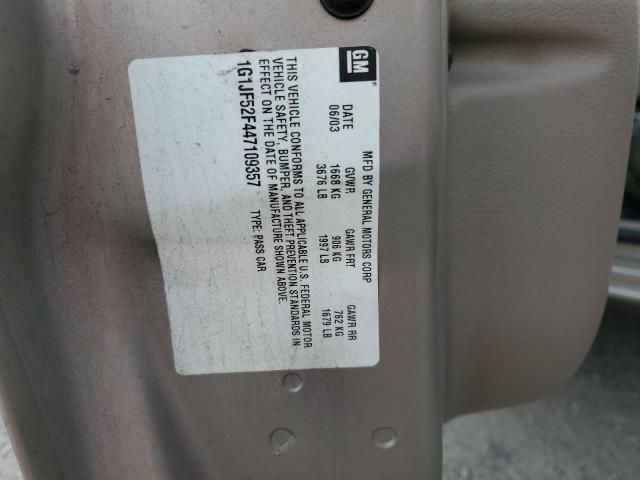 GM
MFD BY GENERAL MOTORS CORP
DATE GVWR GAWR FRT GAWR RR
06/03 1668 KG 906 KG 762 KG
3676 LB 1997 LB 1679 LB
THIS VEHICLE CONFORMS TO ALL APPLICABLE U.S. FEDERAL MOTOR
VEHICLE SAFETY, BUMPER, AND THEFT PREVENTION STANDARDS IN
EFFECT ON THE DATE OF MANUFACTURE SHOWN ABOVE.
1G1JF52F447109357 TYPE: PASS CAR